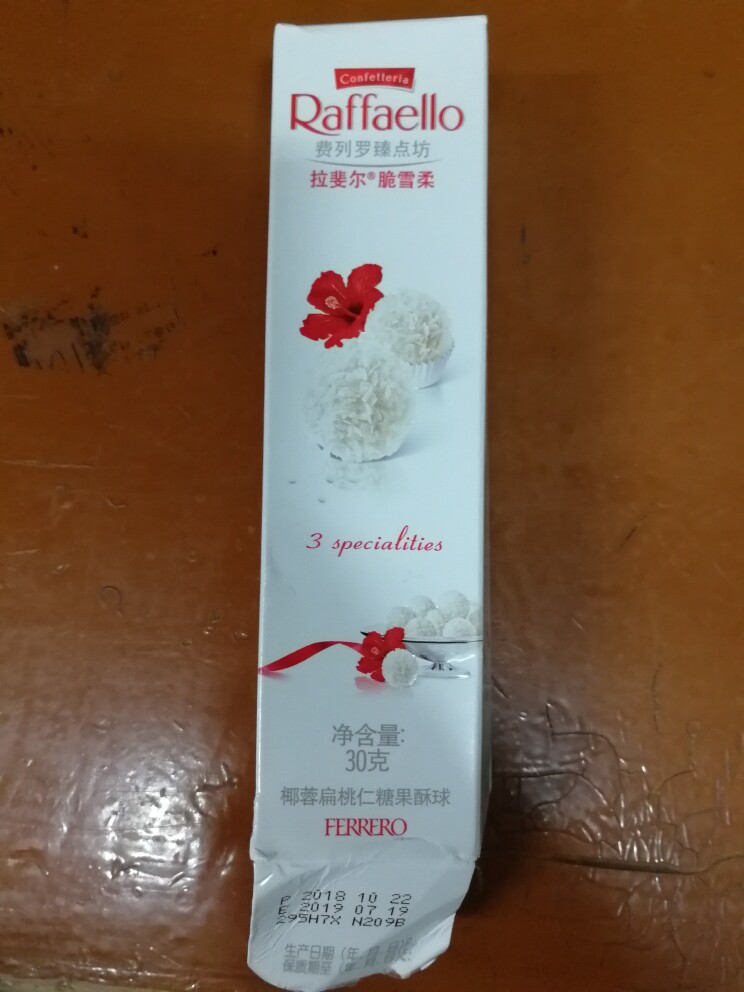 Confetteria
Raffaello
费列罗臻点坊
拉斐尔®脆雪柔
3 specialities
净含量:
30克
椰蓉扁桃仁糖果酥球
FERRERO
P 2018 10 22
E 2019 07 19
295H7X N209B
生产日期(年
保质期至(